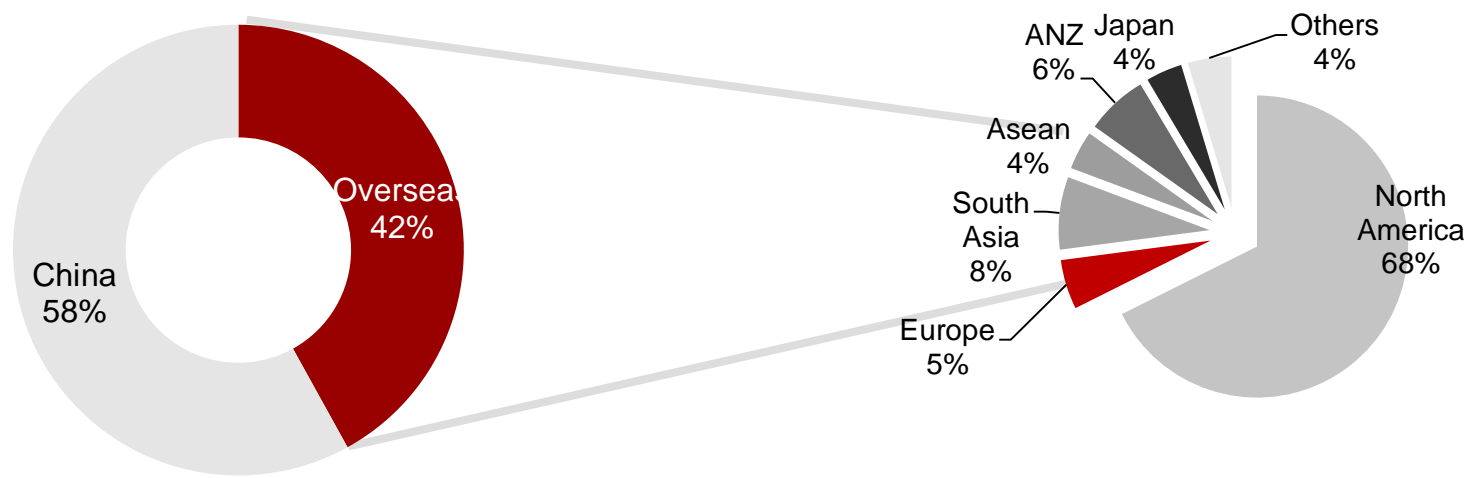 China
58%
Overseas
42%
Others
4%
Japan
4%
ANZ
6%
Asean
4%
South
Asia
8%
Europe
5%
North
America
68%